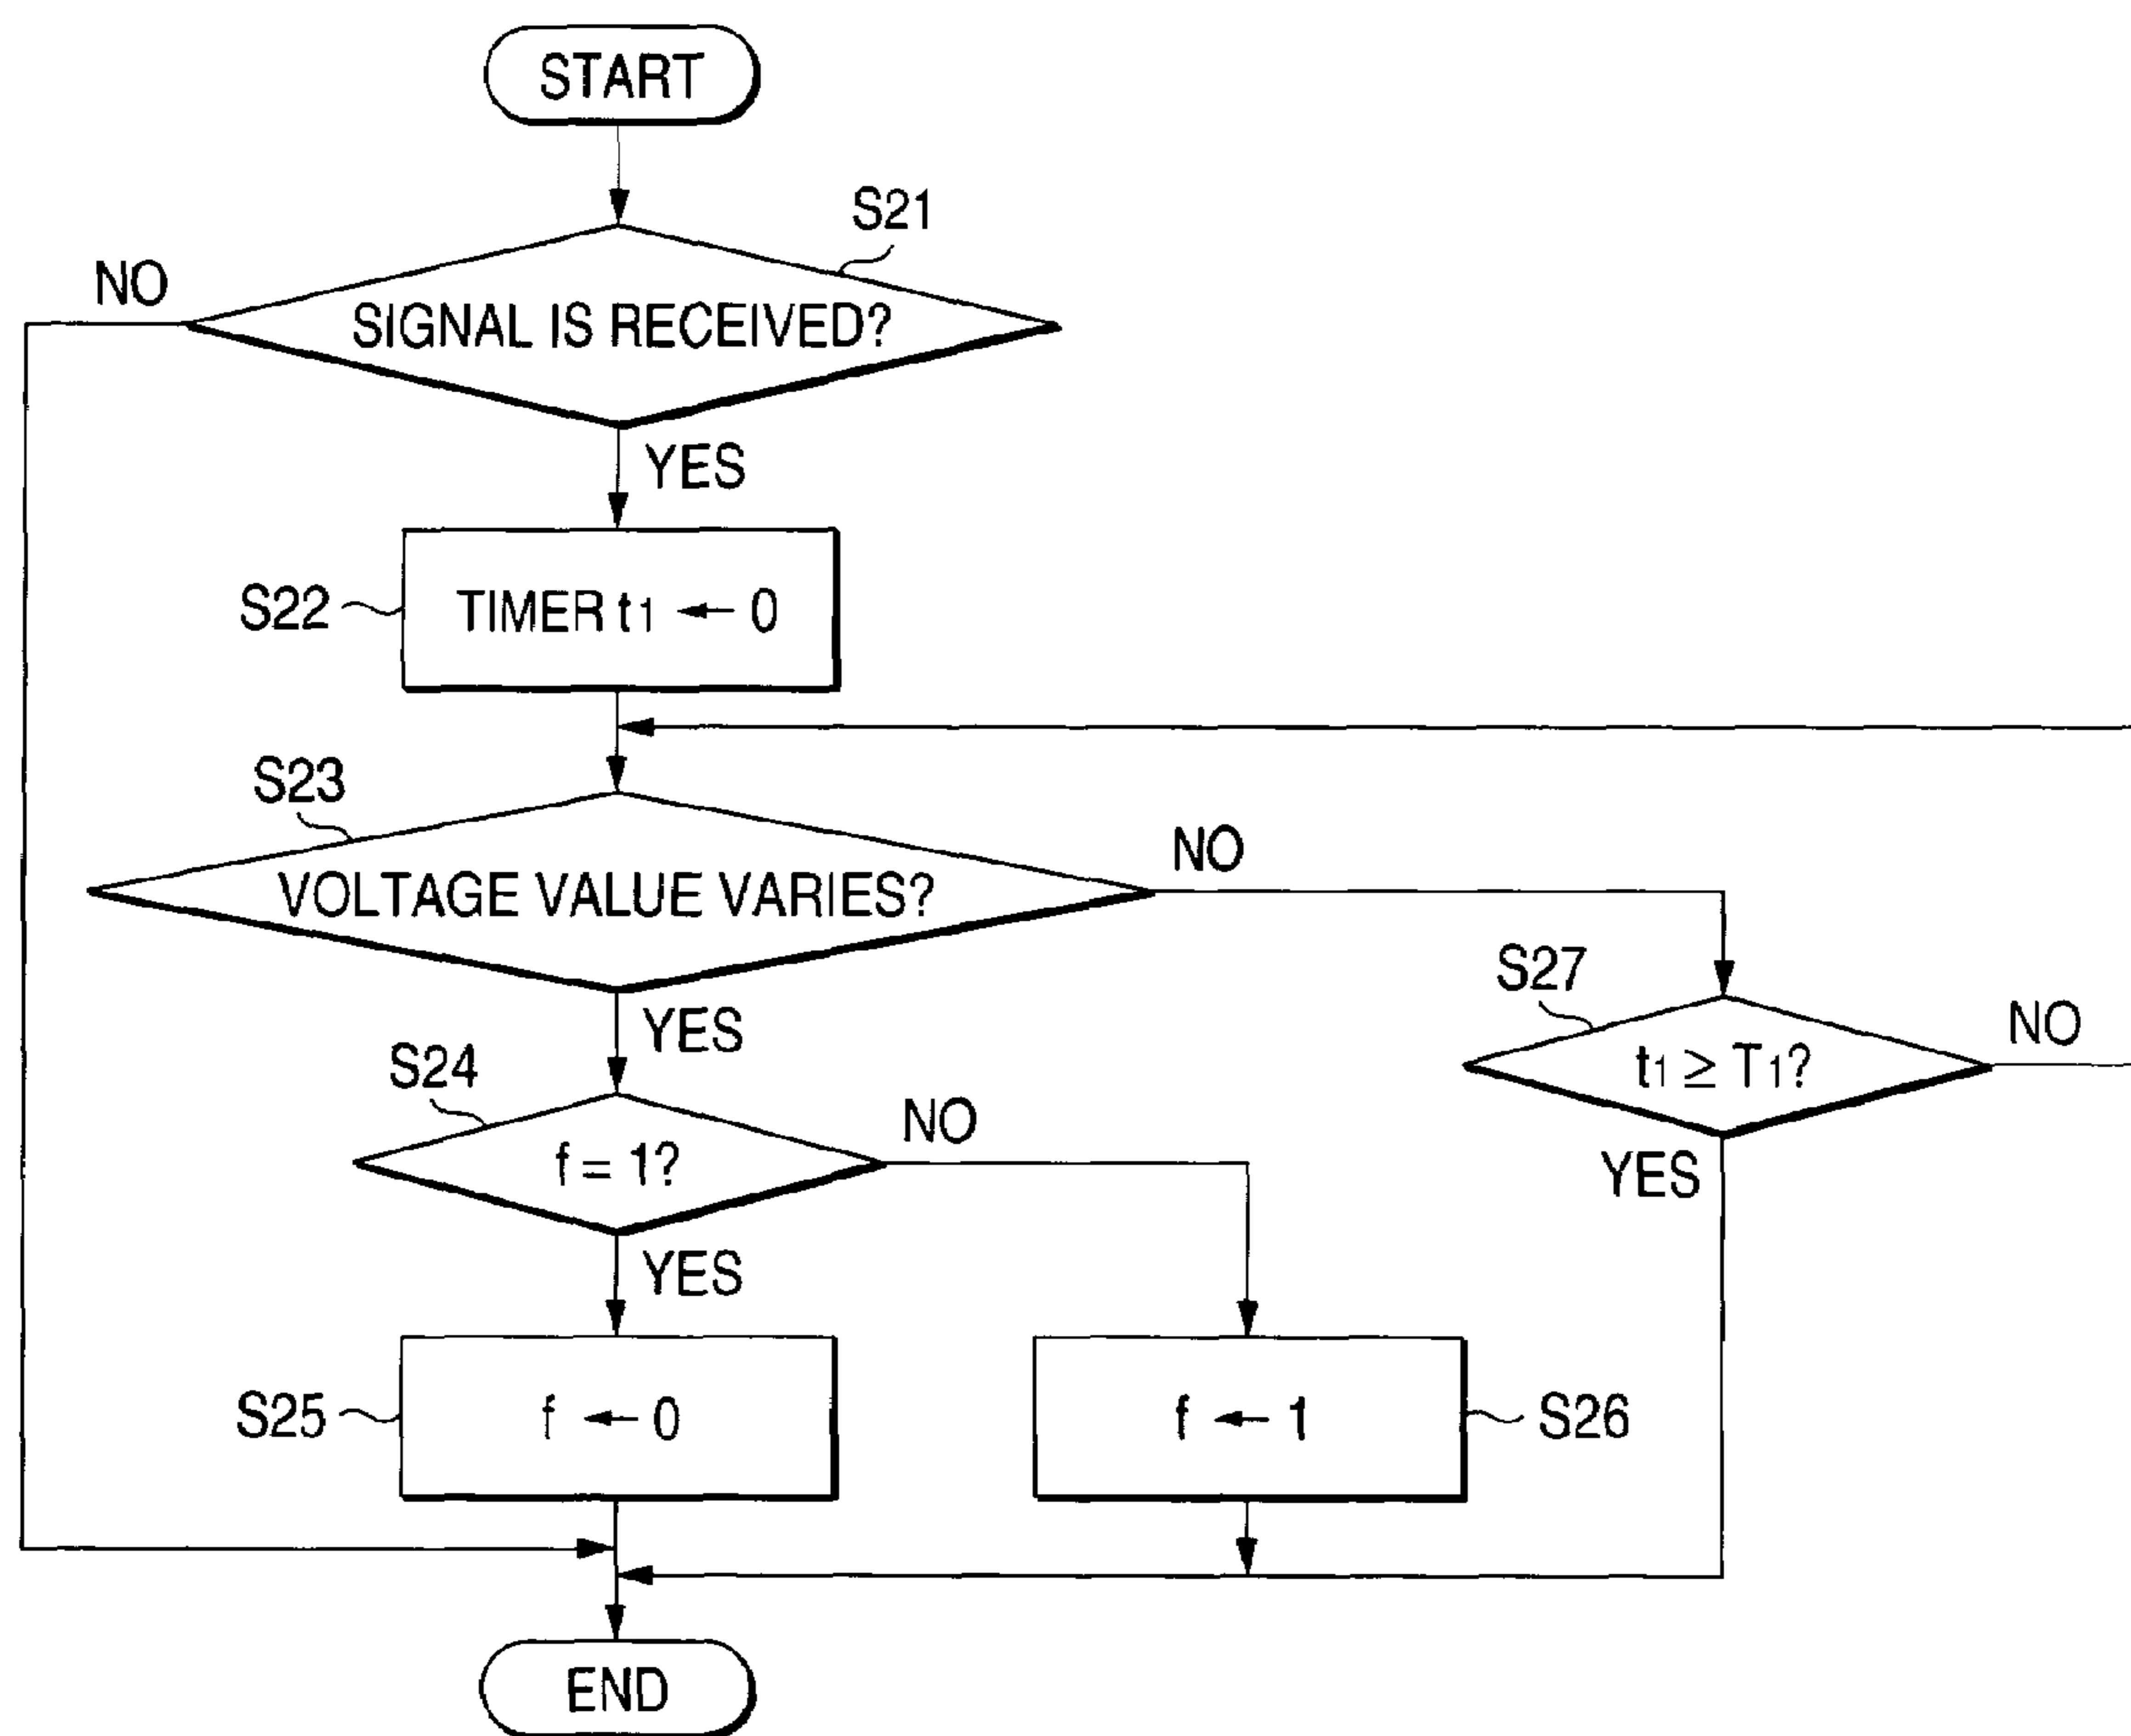 START
S21
NO
SIGNAL IS RECEIVED?
YES
S22
TIMER t1 ← 0
S23
NO
VOLTAGE VALUE VARIES?
S27
YES
NO
S24
t1 ≥ T1?
NO
f = 1?
YES
YES
S25
f ← 0
f ← 1
S26
END